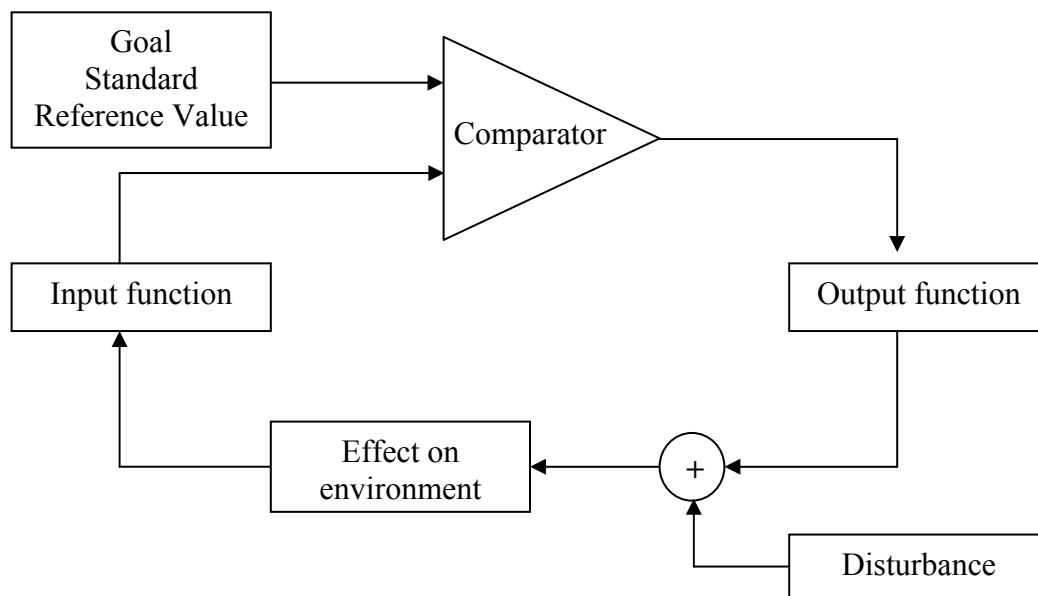 Goal
Standard
Reference Value
Comparator
Input function
Output function
Effect on
environment
+
Disturbance